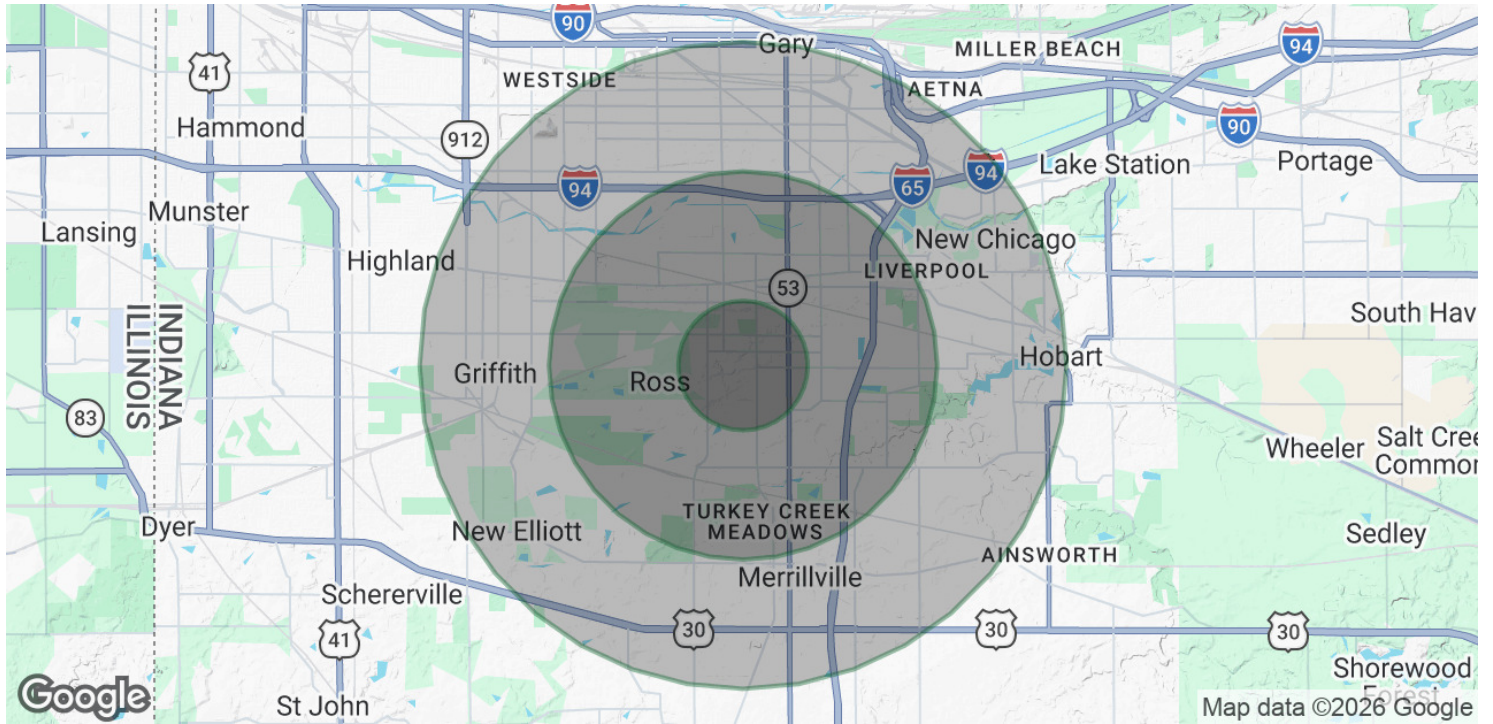 90
Gary
MILLER BEACH
94
41
WESTSIDE
AETNA
Hammond
912
90
Lake Station
Portage
94
65
94
Munster
Lansing
New Chicago
Highland
LIVERPOOL
53
INDIANA
ILLINOIS
South Hav
Hobart
Griffith
Ross
83
Wheeler
Salt Cree
Common
TURKEY CREEK
MEADOWS
Dyer
New Elliott
Sedley
AINSWORTH
Merrillville
Schererville
41
30
30
30
Shorewood
Forest
Google
St John
Map data ©2026 Google